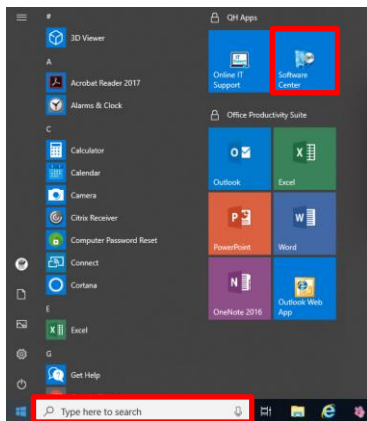 #
3D Viewer
A
Acrobat Reader 2017
Alarms & Clock
C
Calculator
Calendar
Camera
Citrix Receiver
Computer Password Reset
Connect
Cortana
E
Excel
G
Get Help
QH Apps
Online IT
Support
Software
Center
Office Productivity Suite
Outlook
Excel
PowerPoint
Word
OneNote 2016
Outlook Web
App
Type here to search